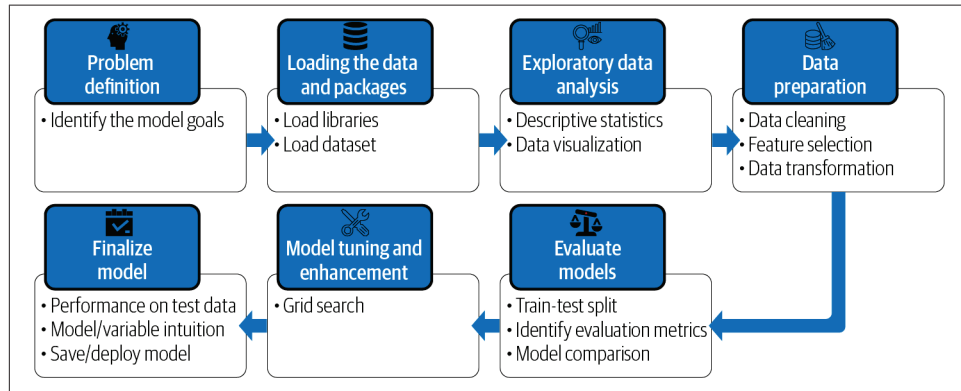 Problem
definition
• Identify the model goals
Loading the data
and packages
• Load libraries
• Load dataset
Exploratory data
analysis
• Descriptive statistics
• Data visualization
Data
preparation
• Data cleaning
• Feature selection
• Data transformation
Evaluate
models
• Train-test split
• Identify evaluation metrics
• Model comparison
Model tuning and
enhancement
• Grid search
Finalize
model
• Performance on test data
• Model/variable intuition
• Save/deploy model